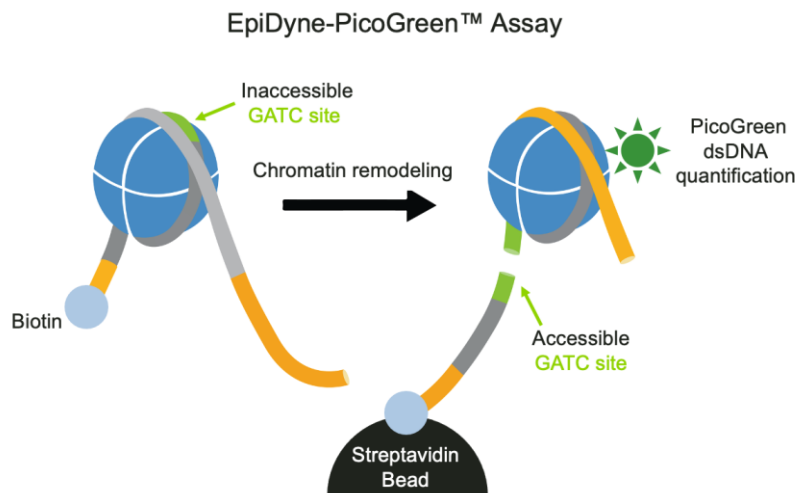 EpiDyne-PicoGreen™ Assay
Inaccessible
GATC site
Chromatin remodeling
PicoGreen
dsDNA
quantification
Biotin
Accessible
GATC site
Streptavidin
Bead